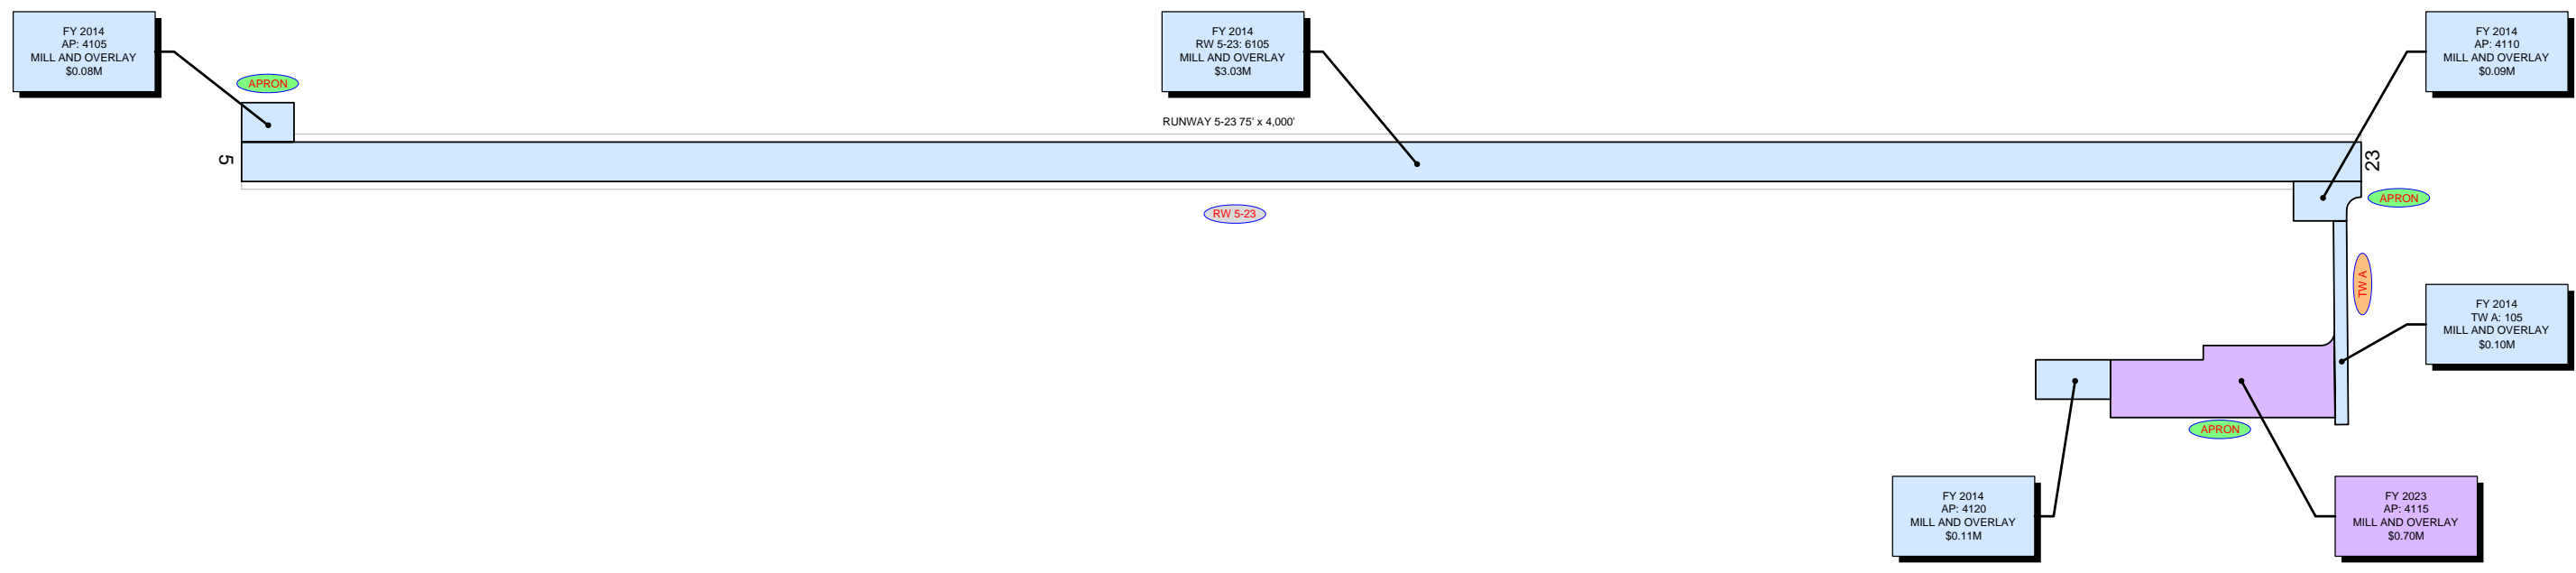 FY 2014
AP: 4105
MILL AND OVERLAY
$0.08M
FY 2014
RW 5-23: 6105
MILL AND OVERLAY
$3.03M
FY 2014
AP: 4110
MILL AND OVERLAY
$0.09M
APRON
RUNWAY 5-23 75' x 4,000'
5
23
APRON
RW 5-23
TW A
FY 2014
TW A: 105
MILL AND OVERLAY
$0.10M
APRON
FY 2014
AP: 4120
MILL AND OVERLAY
$0.11M
FY 2023
AP: 4115
MILL AND OVERLAY
$0.70M